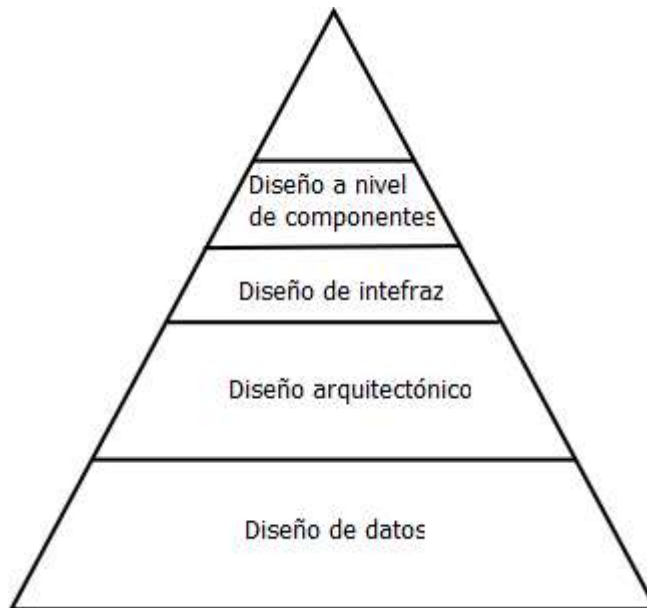 Diseño a nivel
de componentes
Diseño de intefraz
Diseño arquitectónico
Diseño de datos